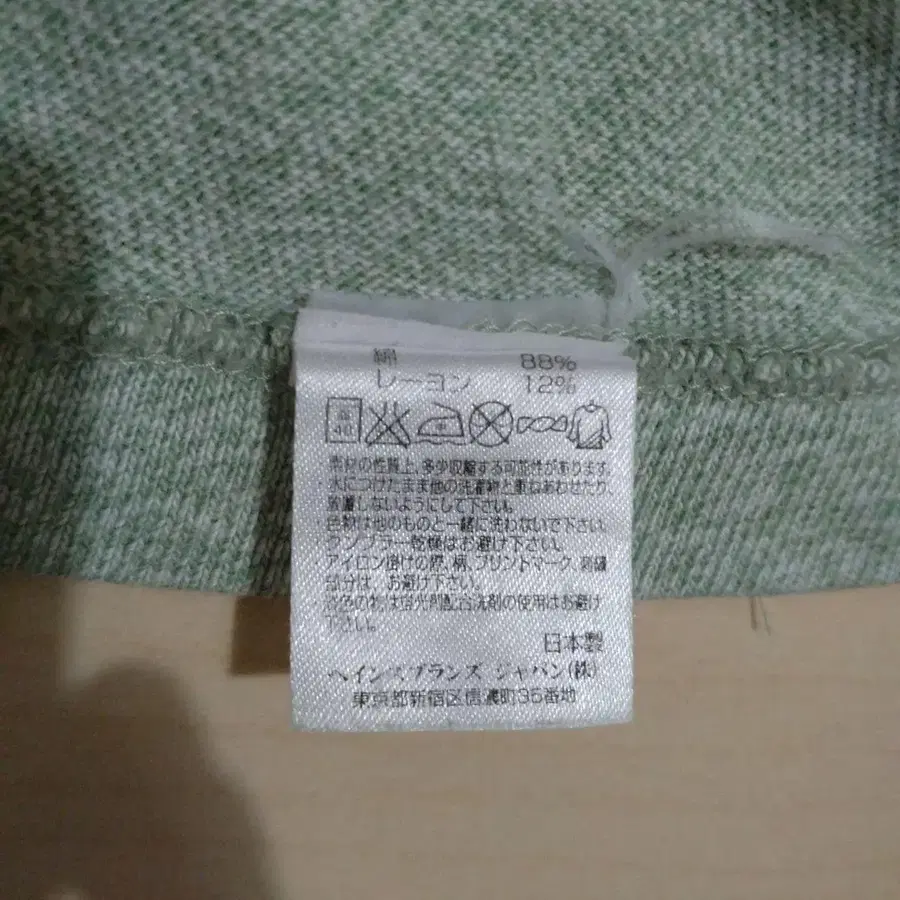 綿 88%
レーヨン 12%
40
素材の性質上、多少収縮する可能性があります。
・水につけたまま他の洗濯物と重ねあわせたり、
放置しないようにして下さい。
・色物は他のものと一緒に洗わないで下さい。
タンブラー乾燥はお避け下さい。
・アイロン掛けの際、柄、プリントマーク、刺繍
部分は、お避け下さい。
・淡色の物は蛍光剤配合洗剤の使用はお避け
下さい。
日本製
ヘインズブランズ ジャパン(株)
東京都新宿区信濃町35番地